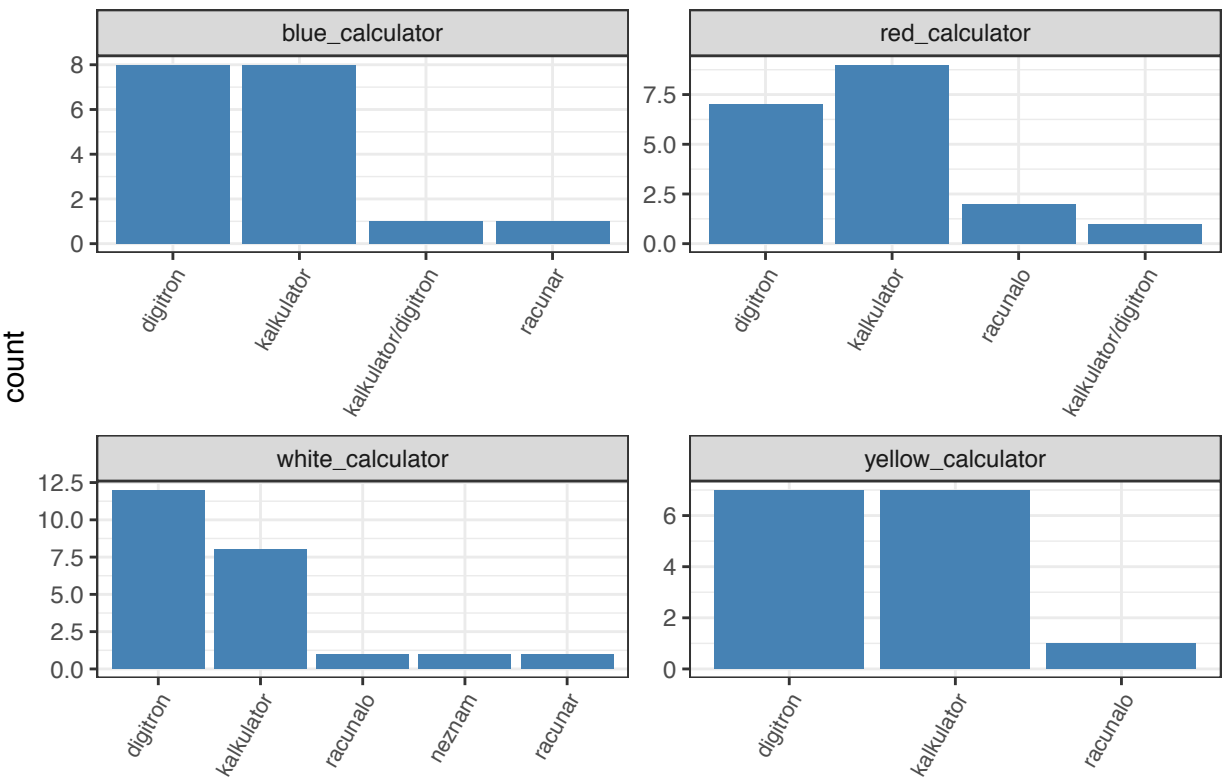 blue_calculator
red_calculator
8
6
4
2
0
7.5
5.0
2.5
0.0
digitron
kalkulator
kalkulator/digitron
racunar
digitron
kalkulator
racunalo
kalkulator/digitron
count
white_calculator
yellow_calculator
12.5
10.0
7.5
5.0
2.5
0.0
6
4
2
0
digitron
kalkulator
racunalo
neznam
racunar
digitron
kalkulator
racunalo